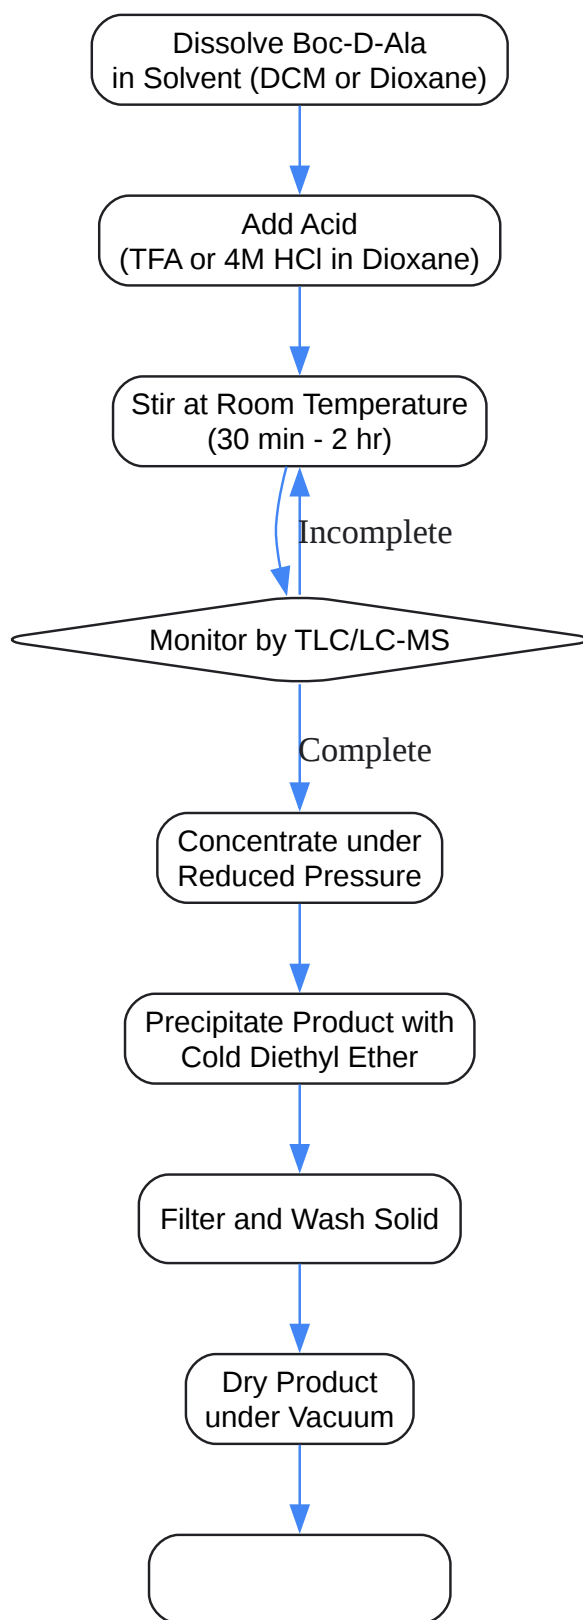 Dissolve Boc-D-Ala
in Solvent (DCM or Dioxane)
Add Acid
(TFA or 4M HCl in Dioxane)
Stir at Room Temperature
(30 min - 2 hr)
Incomplete
Monitor by TLC/LC-MS
Complete
Concentrate under
Reduced Pressure
Precipitate Product with
Cold Diethyl Ether
Filter and Wash Solid
Dry Product
under Vacuum